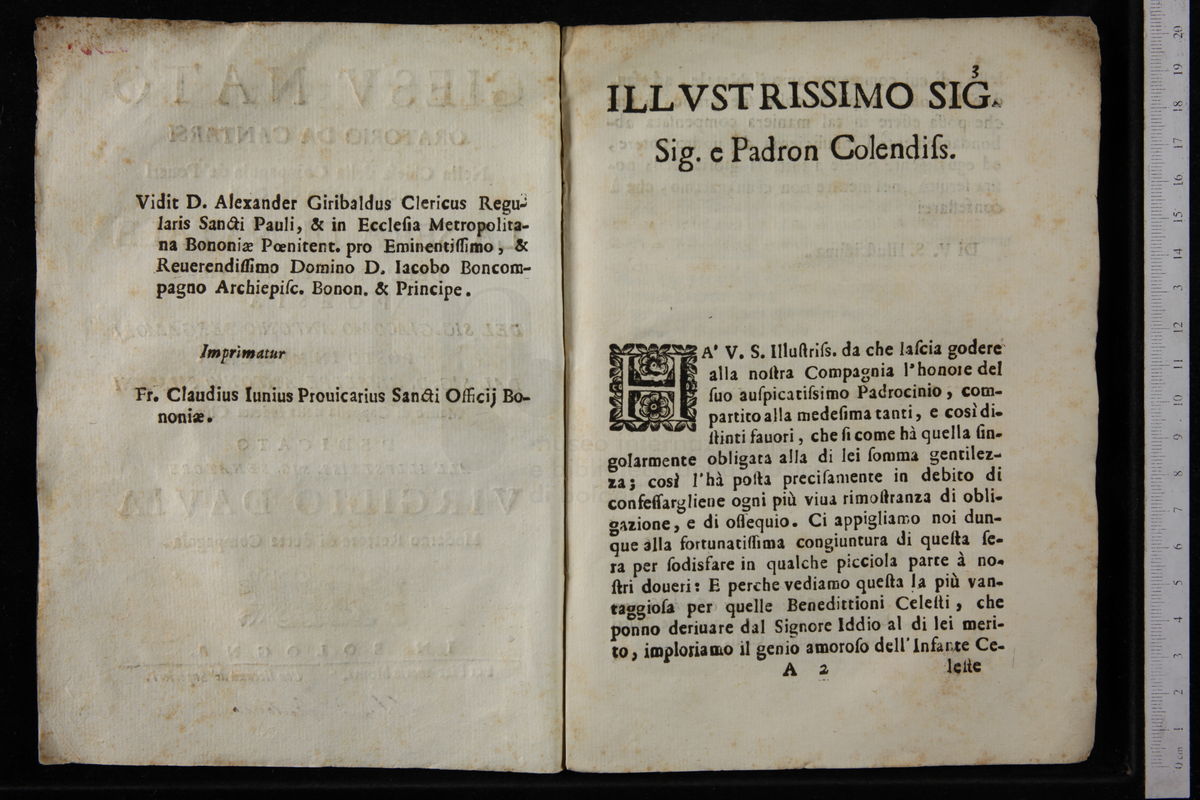 Vidit D. Alexander Giribaldus Clericus Regu-
laris Sancti Pauli, & in Ecclesia Metropolita-
na Bononiæ Pœnitent. pro Eminentissimo, &
Reuerendissimo Domino D. Iacobo Boncom-
pagno Archiepisc. Bonon. & Principe.
Imprimatur
Fr. Claudius Iunius Prouicarius Sancti Officij Bo-
noniæ.
3
ILLVSTRISSIMO SIG.
Sig. e Padron Colendiſs.
HA' V. S. Illuſtriſs. da che laſcia godere
alla noſtra Compagnia l'honore del
ſuo auſpicatiſsimo Padrocinio, com-
partito alla medeſima tanti, e così di-
ſtinti fauori, che ſi come hà quella ſin-
golarmente obligata alla di lei ſomma gentilez-
za; così l'hà poſta preciſamente in debito di
confeſſargliene ogni più viua rimoſtranza di obli-
gazione, e di oſſequio. Ci appigliamo noi dun-
que alla fortunatiſſima congiuntura di queſta ſe-
ra per ſodisfare in qualche picciola parte à no-
ſtri doueri: E perche vediamo queſta la più van-
taggioſa per quelle Benedittioni Celeſti, che
ponno deriuare dal Signore Iddio al di lei meri-
to, imploriamo il genio amoroſo dell'Infante Ce-
A 2 leſte